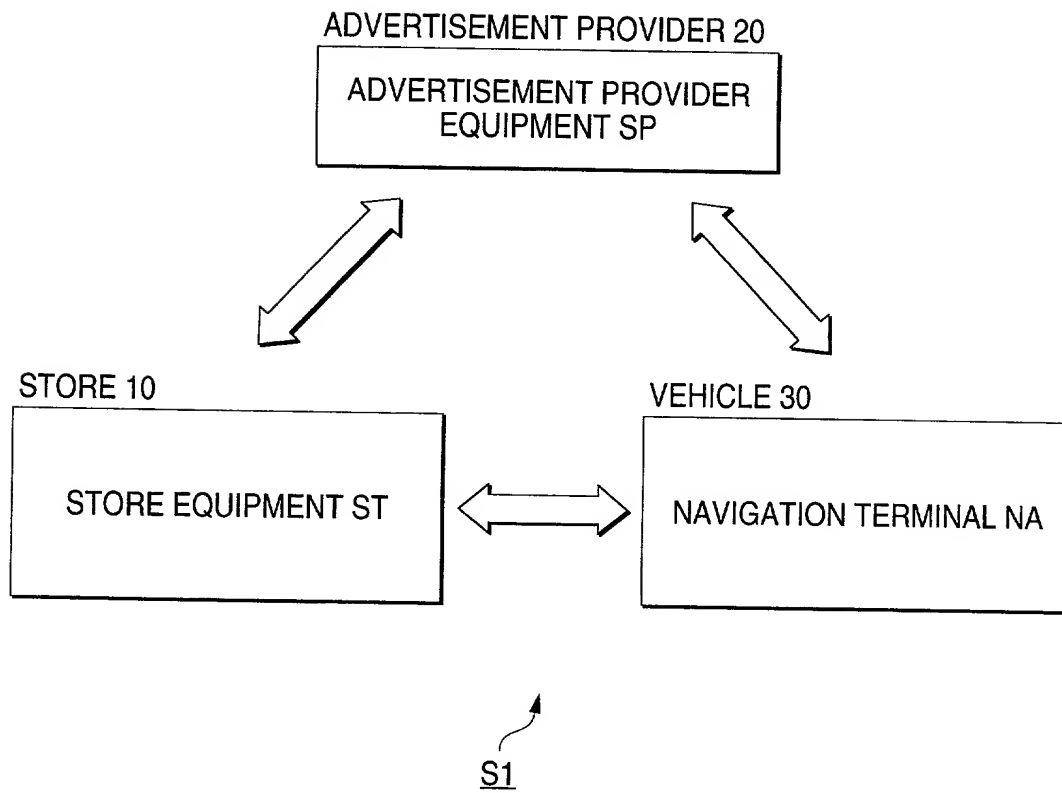 ADVERTISEMENT PROVIDER 20
ADVERTISEMENT PROVIDER
EQUIPMENT SP
STORE 10
STORE EQUIPMENT ST
VEHICLE 30
NAVIGATION TERMINAL NA
S1